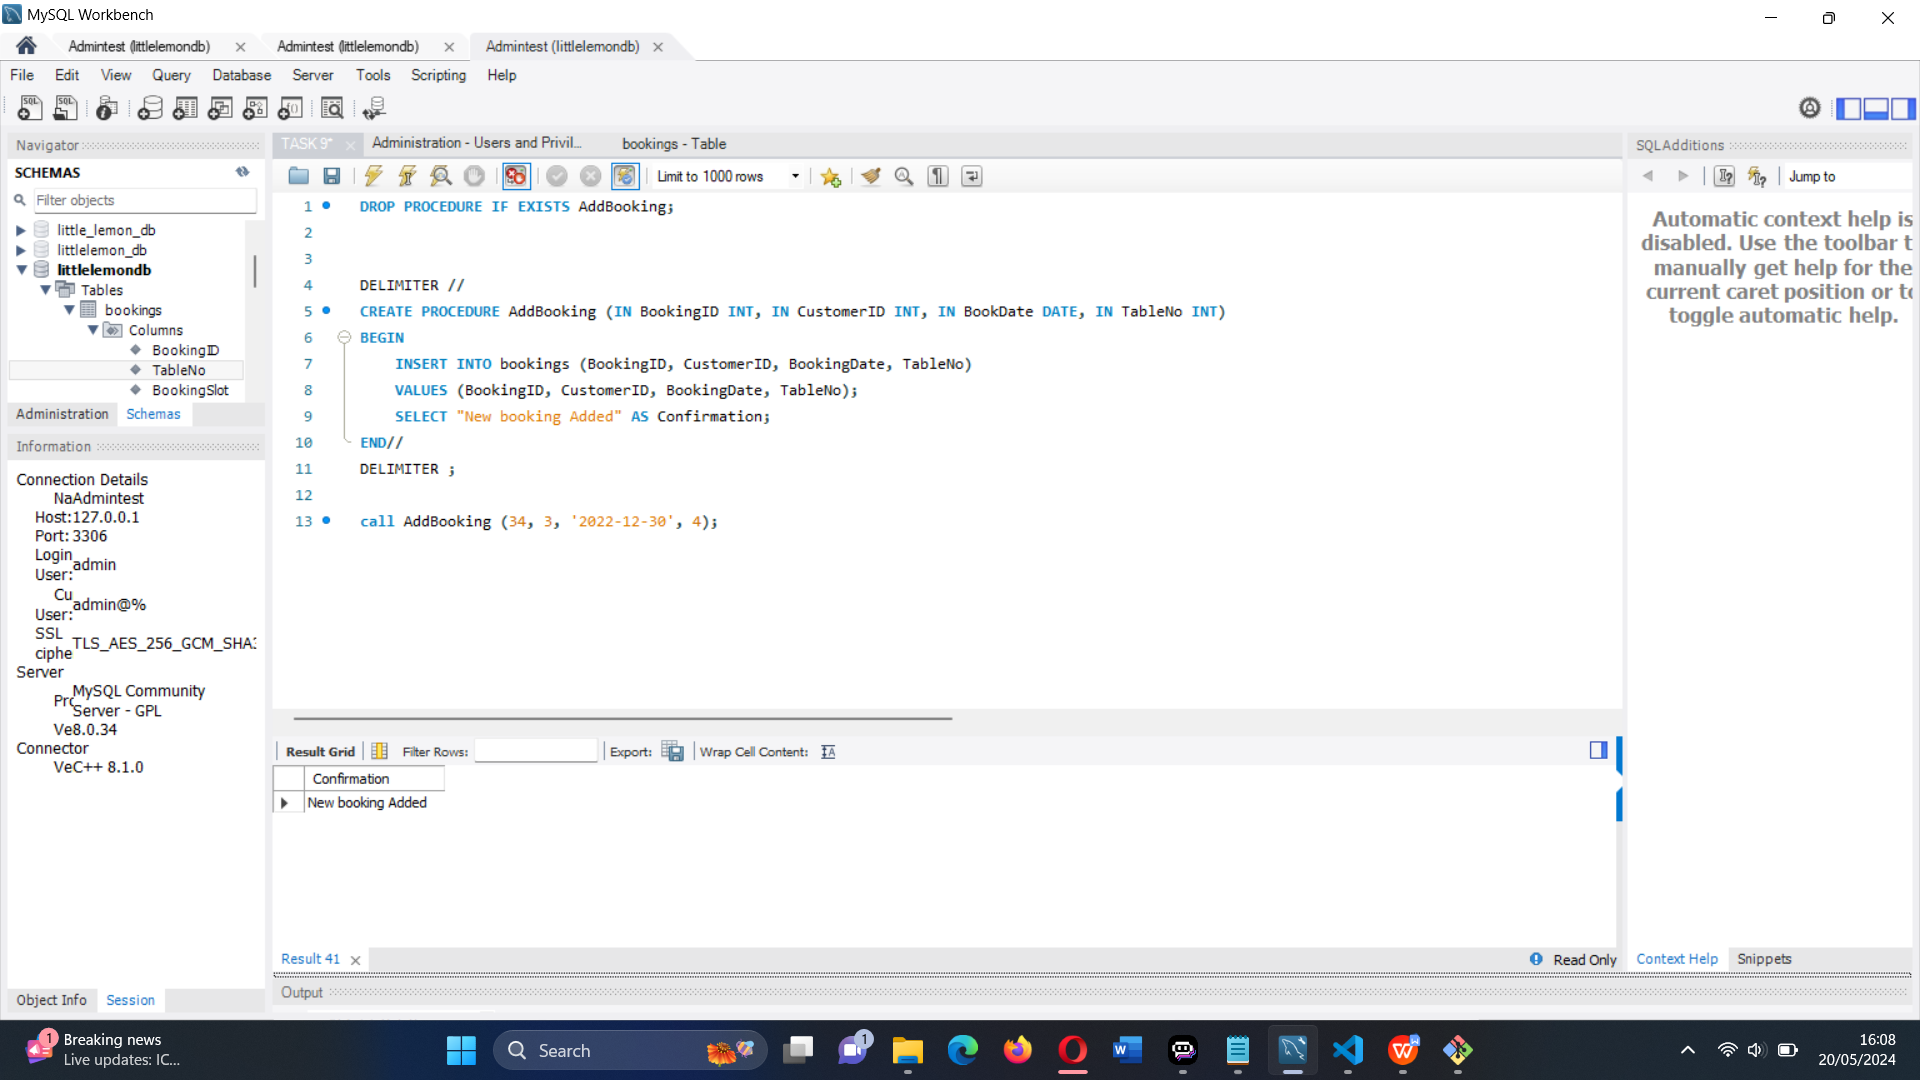 MySQL Workbench
Admintest (littlelemondb)
Admintest (littlelemondb)
Admintest (littlelemondb)
File Edit View Query Database Server Tools Scripting Help
Navigator
SCHEMAS
Filter objects
little_lemon_db
littlelemon_db
littlelemondb
Tables
bookings
Columns
BookingID
TableNo
BookingSlot
Administration Schemas
Information
Connection Details
NaAdmintest
Host:127.0.0.1
Port: 3306
Login
User: admin
Cu
User: admin@%
SSL
ciphe TLS_AES_256_GCM_SHA3
Server
Prc MySQL Community
Server - GPL
Ve8.0.34
Connector
VeC++ 8.1.0
Object Info Session
TASK 9* Administration - Users and Privil... bookings - Table
Limit to 1000 rows
1 DROP PROCEDURE IF EXISTS AddBooking;
2
3
4 DELIMITER //
5 CREATE PROCEDURE AddBooking (IN BookingID INT, IN CustomerID INT, IN BookDate DATE, IN TableNo INT)
6 BEGIN
7 INSERT INTO bookings (BookingID, CustomerID, BookingDate, TableNo)
8 VALUES (BookingID, CustomerID, BookingDate, TableNo);
9 SELECT "New booking Added" AS Confirmation;
10 END//
11 DELIMITER ;
12
13 call AddBooking (34, 3, '2022-12-30', 4);
Result Grid Filter Rows: Export: Wrap Cell Content:
Confirmation
New booking Added
Result 41
Read Only
Output
SQLAdditions
Jump to
Automatic context help is
disabled. Use the toolbar t
manually get help for the
current caret position or to
toggle automatic help.
Context Help Snippets
1
Breaking news
Live updates: IC...
Search
1
16:08
20/05/2024